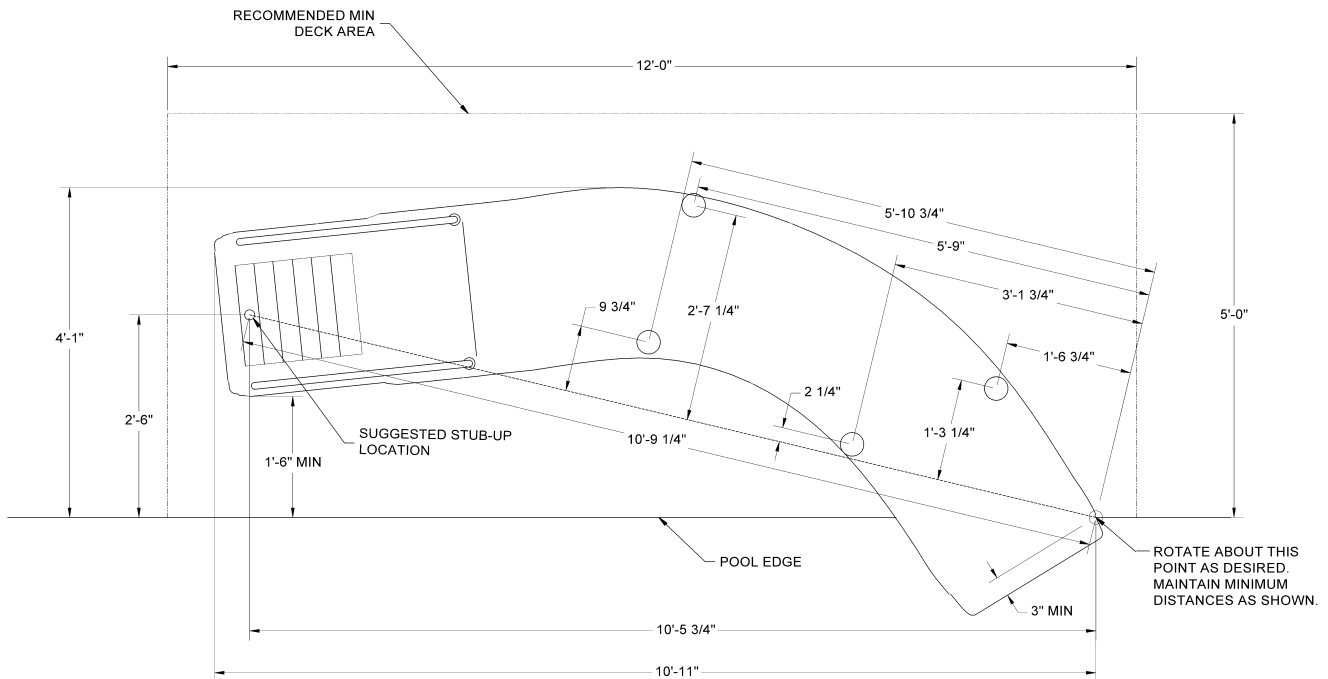 RECOMMENDED MIN
DECK AREA
12'-0"
5'-10 3/4"
5'-9"
3'-1 3/4"
5'-0"
9 3/4"
2'-7 1/4"
4'-1"
1'-6 3/4"
2 1/4"
2'-6"
SUGGESTED STUB-UP
LOCATION
10'-9 1/4"
1'-3 1/4"
1'-6" MIN
POOL EDGE
ROTATE ABOUT THIS
POINT AS DESIRED.
MAINTAIN MINIMUM
DISTANCES AS SHOWN.
3" MIN
10'-5 3/4"
10'-11"